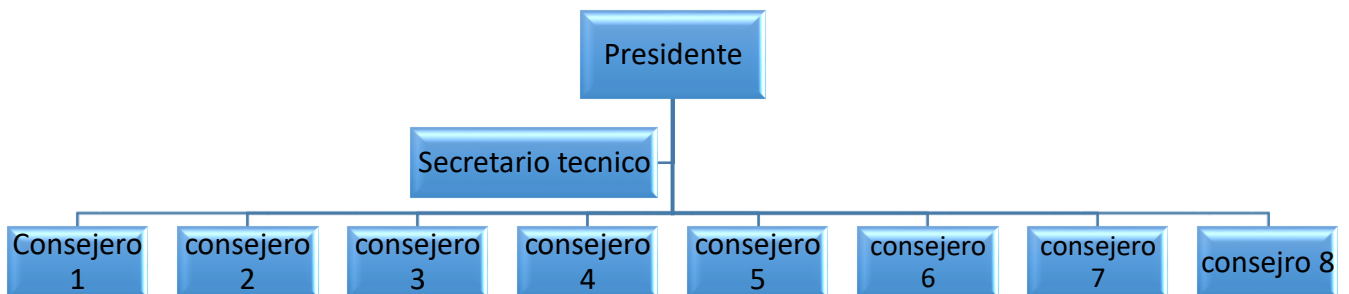 Presidente
Secretario tecnico
Consejero
1
consejero
2
consejero
3
consejero
4
consejero
5
consejero
6
consejero
7
consejro 8